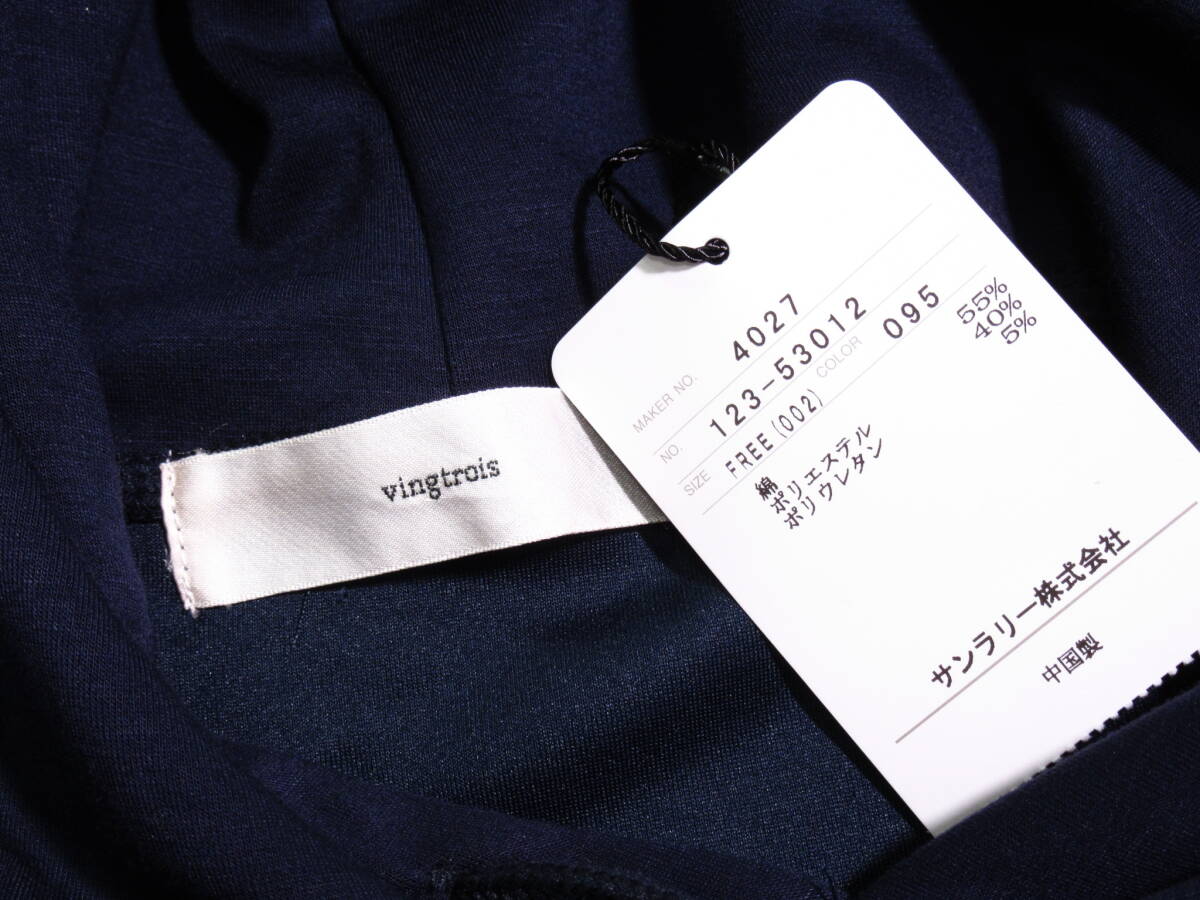 vingtrois
MAKER NO. 4027
NO. 123-53012
SIZE FREE(002) COLOR 095
綿 55%
ポリエステル 40%
ポリウレタン 5%
サンラリー株式会社
中国製